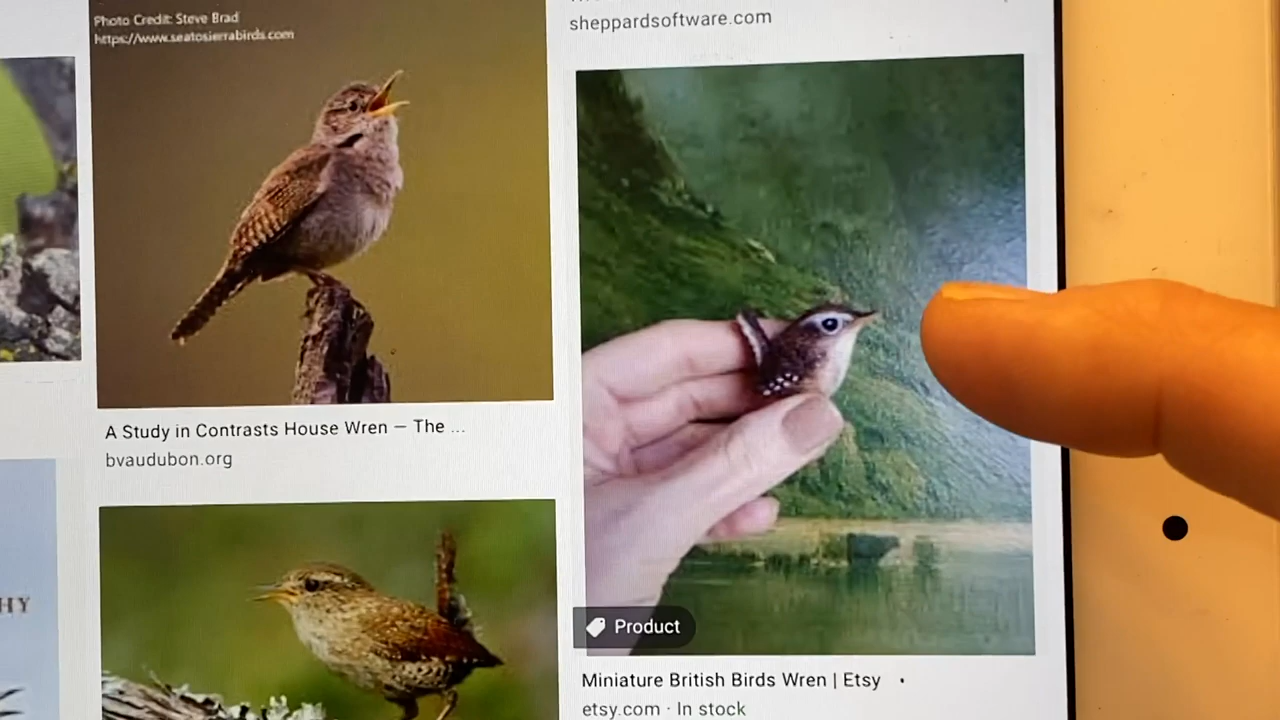 Photo Credit: Steve Brad
https://www.seatosierrabirds.com
sheppardsoftware.com
A Study in Contrasts House Wren — The ...
bvaudubon.org
HY
Product
Miniature British Birds Wren | Etsy
etsy.com · In stock